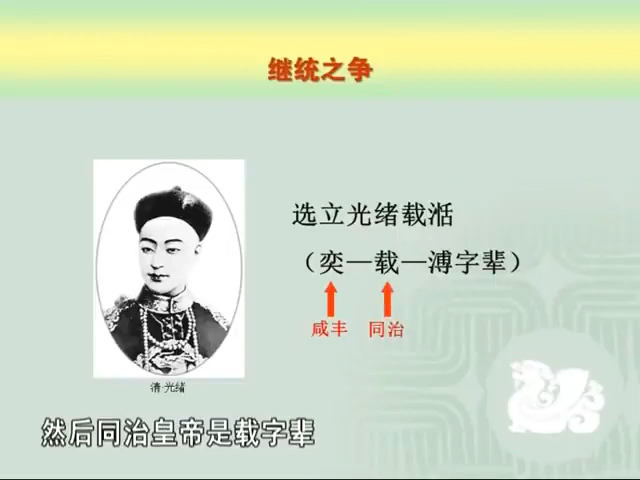 继统之争
选立光绪载湉
（奕—载—溥字辈）
咸丰 同治
清·光绪
然后同治皇帝是载字辈